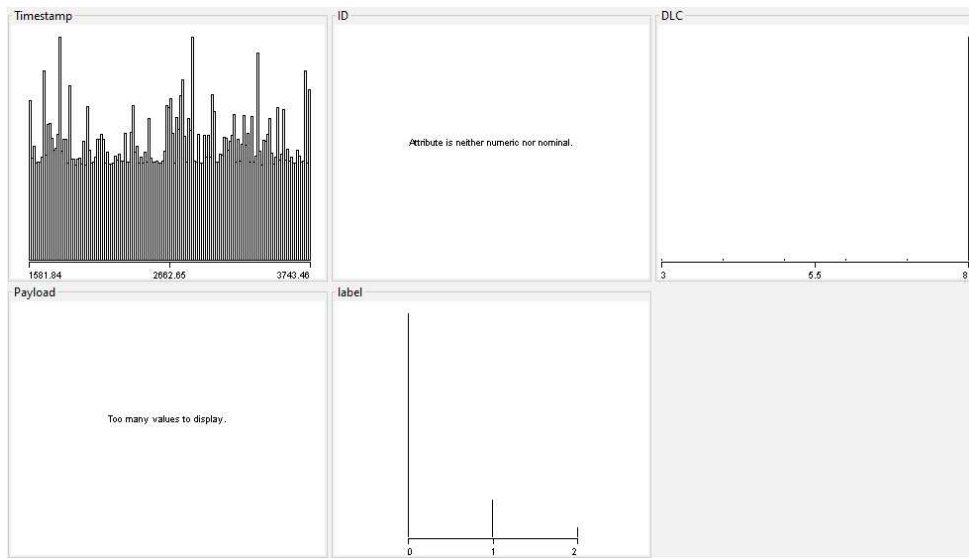 Timestamp
ID
DLC
Attribute is neither numeric nor nominal.
1581.84
2662.65
3743.46
3
5.5
8
Payload
label
Too many values to display.
0
1
2